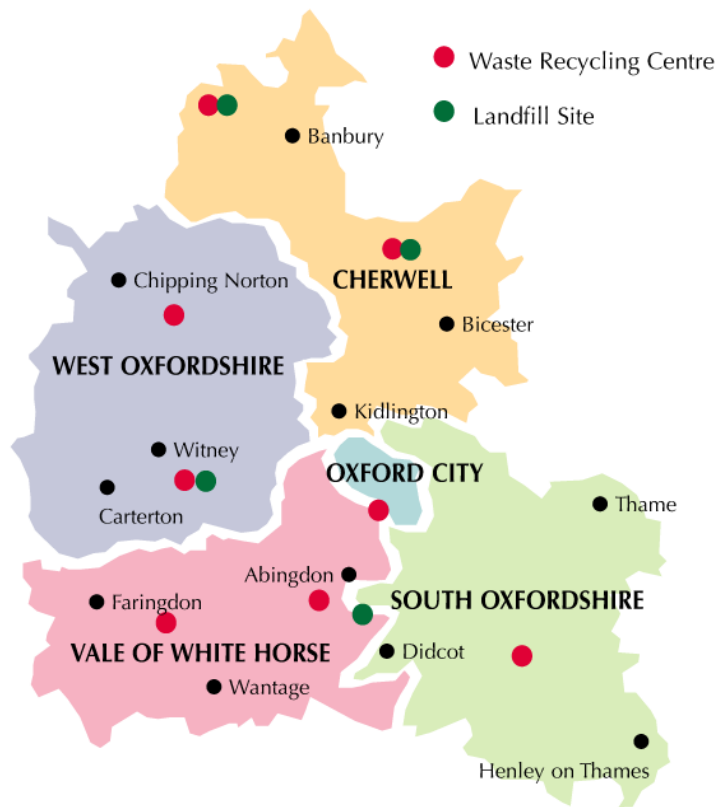 Waste Recycling Centre
Landfill Site
Banbury
CHERWELL
Chipping Norton
Bicester
WEST OXFORDSHIRE
Kidlington
Witney
OXFORD CITY
Carterton
Thame
Abingdon
Faringdon
SOUTH OXFORDSHIRE
VALE OF WHITE HORSE
Didcot
Wantage
Henley on Thames